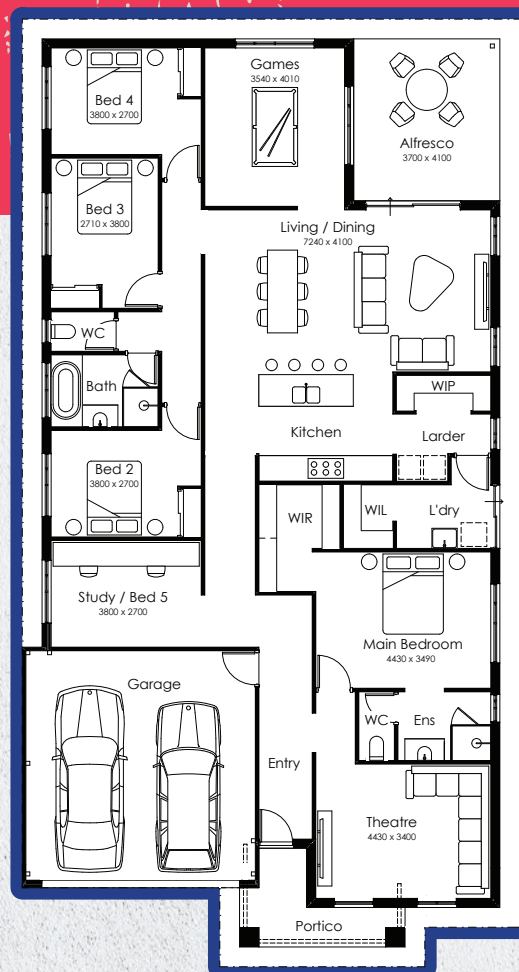 Games
3540 x 4010
Bed 4
3800 x 2700
Alfresco
3700 x 4100
Bed 3
2710 x 3800
Living / Dining
7240 x 4100
WC
Bath
WIP
Kitchen
Larder
Bed 2
3800 x 2700
WIR
WIL
L'dry
Study / Bed 5
3800 x 2700
Main Bedroom
4430 x 3490
Garage
WC
Ens
Entry
Theatre
4430 x 3400
Portico